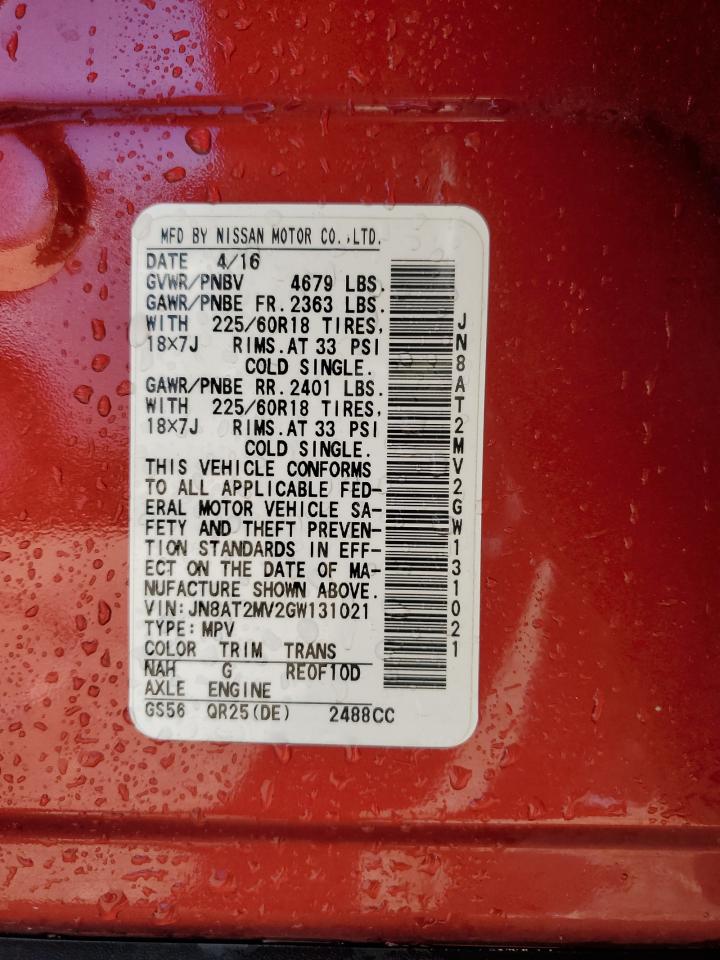 MFD BY NISSAN MOTOR CO.,LTD.
DATE 4/16
GVWR/PNBV 4679 LBS.
GAWR/PNBE FR. 2363 LBS.
WITH 225/60R18 TIRES,
18×7J RIMS.AT 33 PSI
COLD SINGLE.
GAWR/PNBE RR. 2401 LBS.
WITH 225/60R18 TIRES,
18×7J RIMS.AT 33 PSI
COLD SINGLE.
THIS VEHICLE CONFORMS
TO ALL APPLICABLE FED-
ERAL MOTOR VEHICLE SA-
FETY AND THEFT PREVEN-
TION STANDARDS IN EFF-
ECT ON THE DATE OF MA-
NUFACTURE SHOWN ABOVE.
VIN:JN8AT2MV2GW131021
TYPE:MPV
COLOR TRIM TRANS
NAH G RE0F10D
AXLE ENGINE
GS56 QR25(DE) 2488CC
JN8AT2MV2GW131021